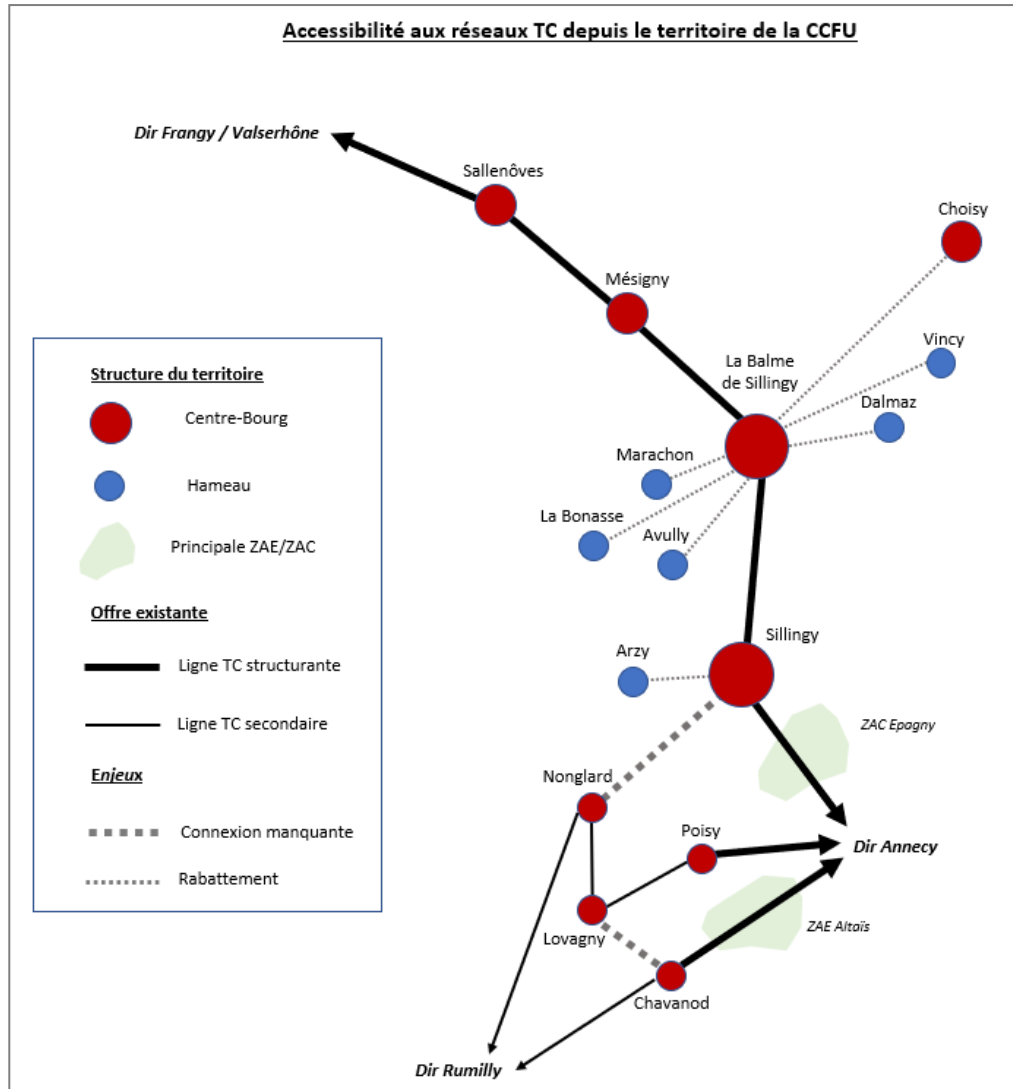 Accessibilité aux réseaux TC depuis le territoire de la CCFU
Dir Frangy / Valserhône
Sallenôves
Choisy
Mésigny
Vincy
La Balme
de Sillingy
Dalmaz
Marachon
La Bonasse
Avully
Structure du territoire
Centre-Bourg
Hameau
Principale ZAE/ZAC
Offre existante
Ligne TC structurante
Ligne TC secondaire
Enjeux
Connexion manquante
Rabattement
Sillingy
Arzy
ZAC Epagny
Nonglard
Poisy
Dir Annecy
Lovagny
ZAE Altaïs
Chavanod
Dir Rumilly